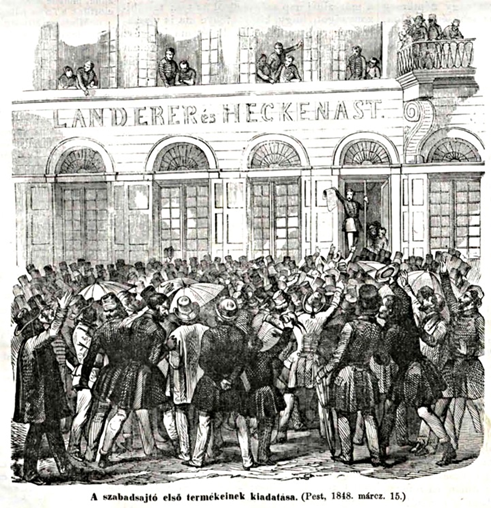 LANDERER és HECKENAST.
A szabadsajtó első termékeinek kiadatása. (Pest, 1848. márcz. 15.)